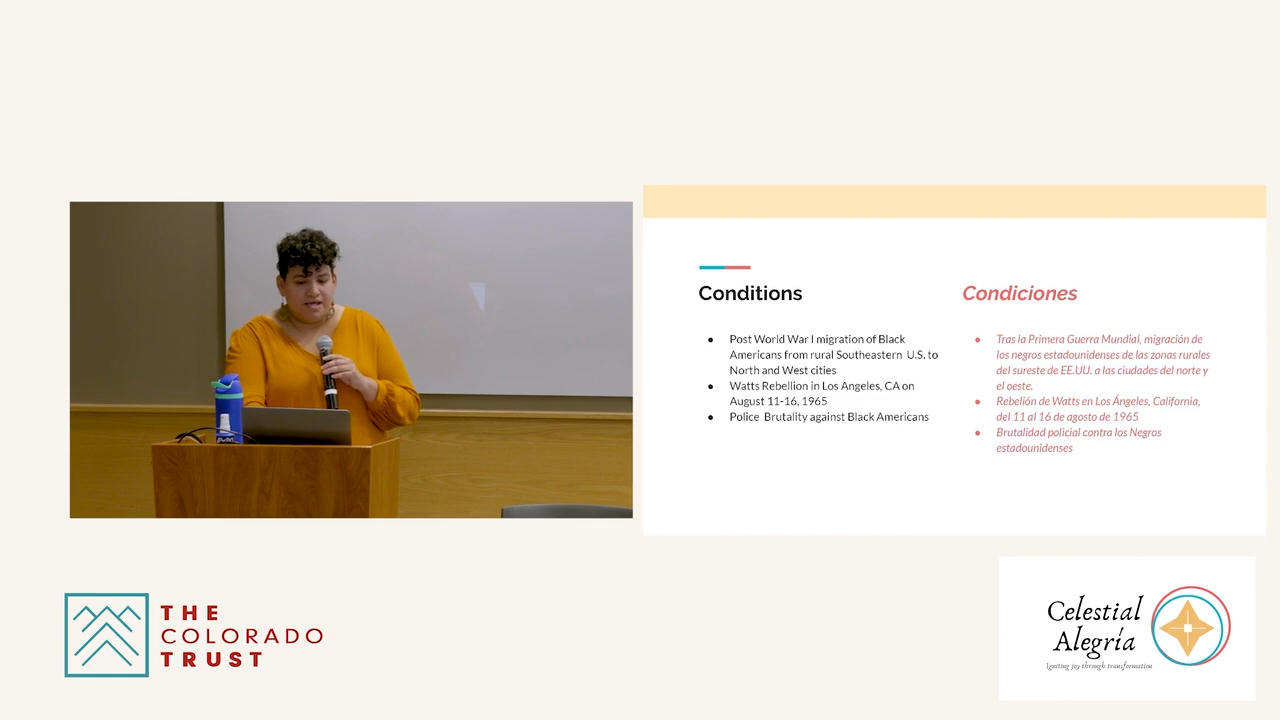 Conditions
● Post World War I migration of Black
Americans from rural Southeastern U.S. to
North and West cities
● Watts Rebellion in Los Angeles, CA on
August 11-16, 1965
● Police Brutality against Black Americans
Condiciones
● Tras la Primera Guerra Mundial, migración de
los negros estadounidenses de las zonas rurales
del sureste de EE.UU. a las ciudades del norte y
el oeste.
● Rebelión de Watts en Los Ángeles, California,
del 11 al 16 de agosto de 1965
● Brutalidad policial contra los Negros
estadounidenses
THE
COLORADO
TRUST
Celestial
Alegría
Igniting joy through transformation